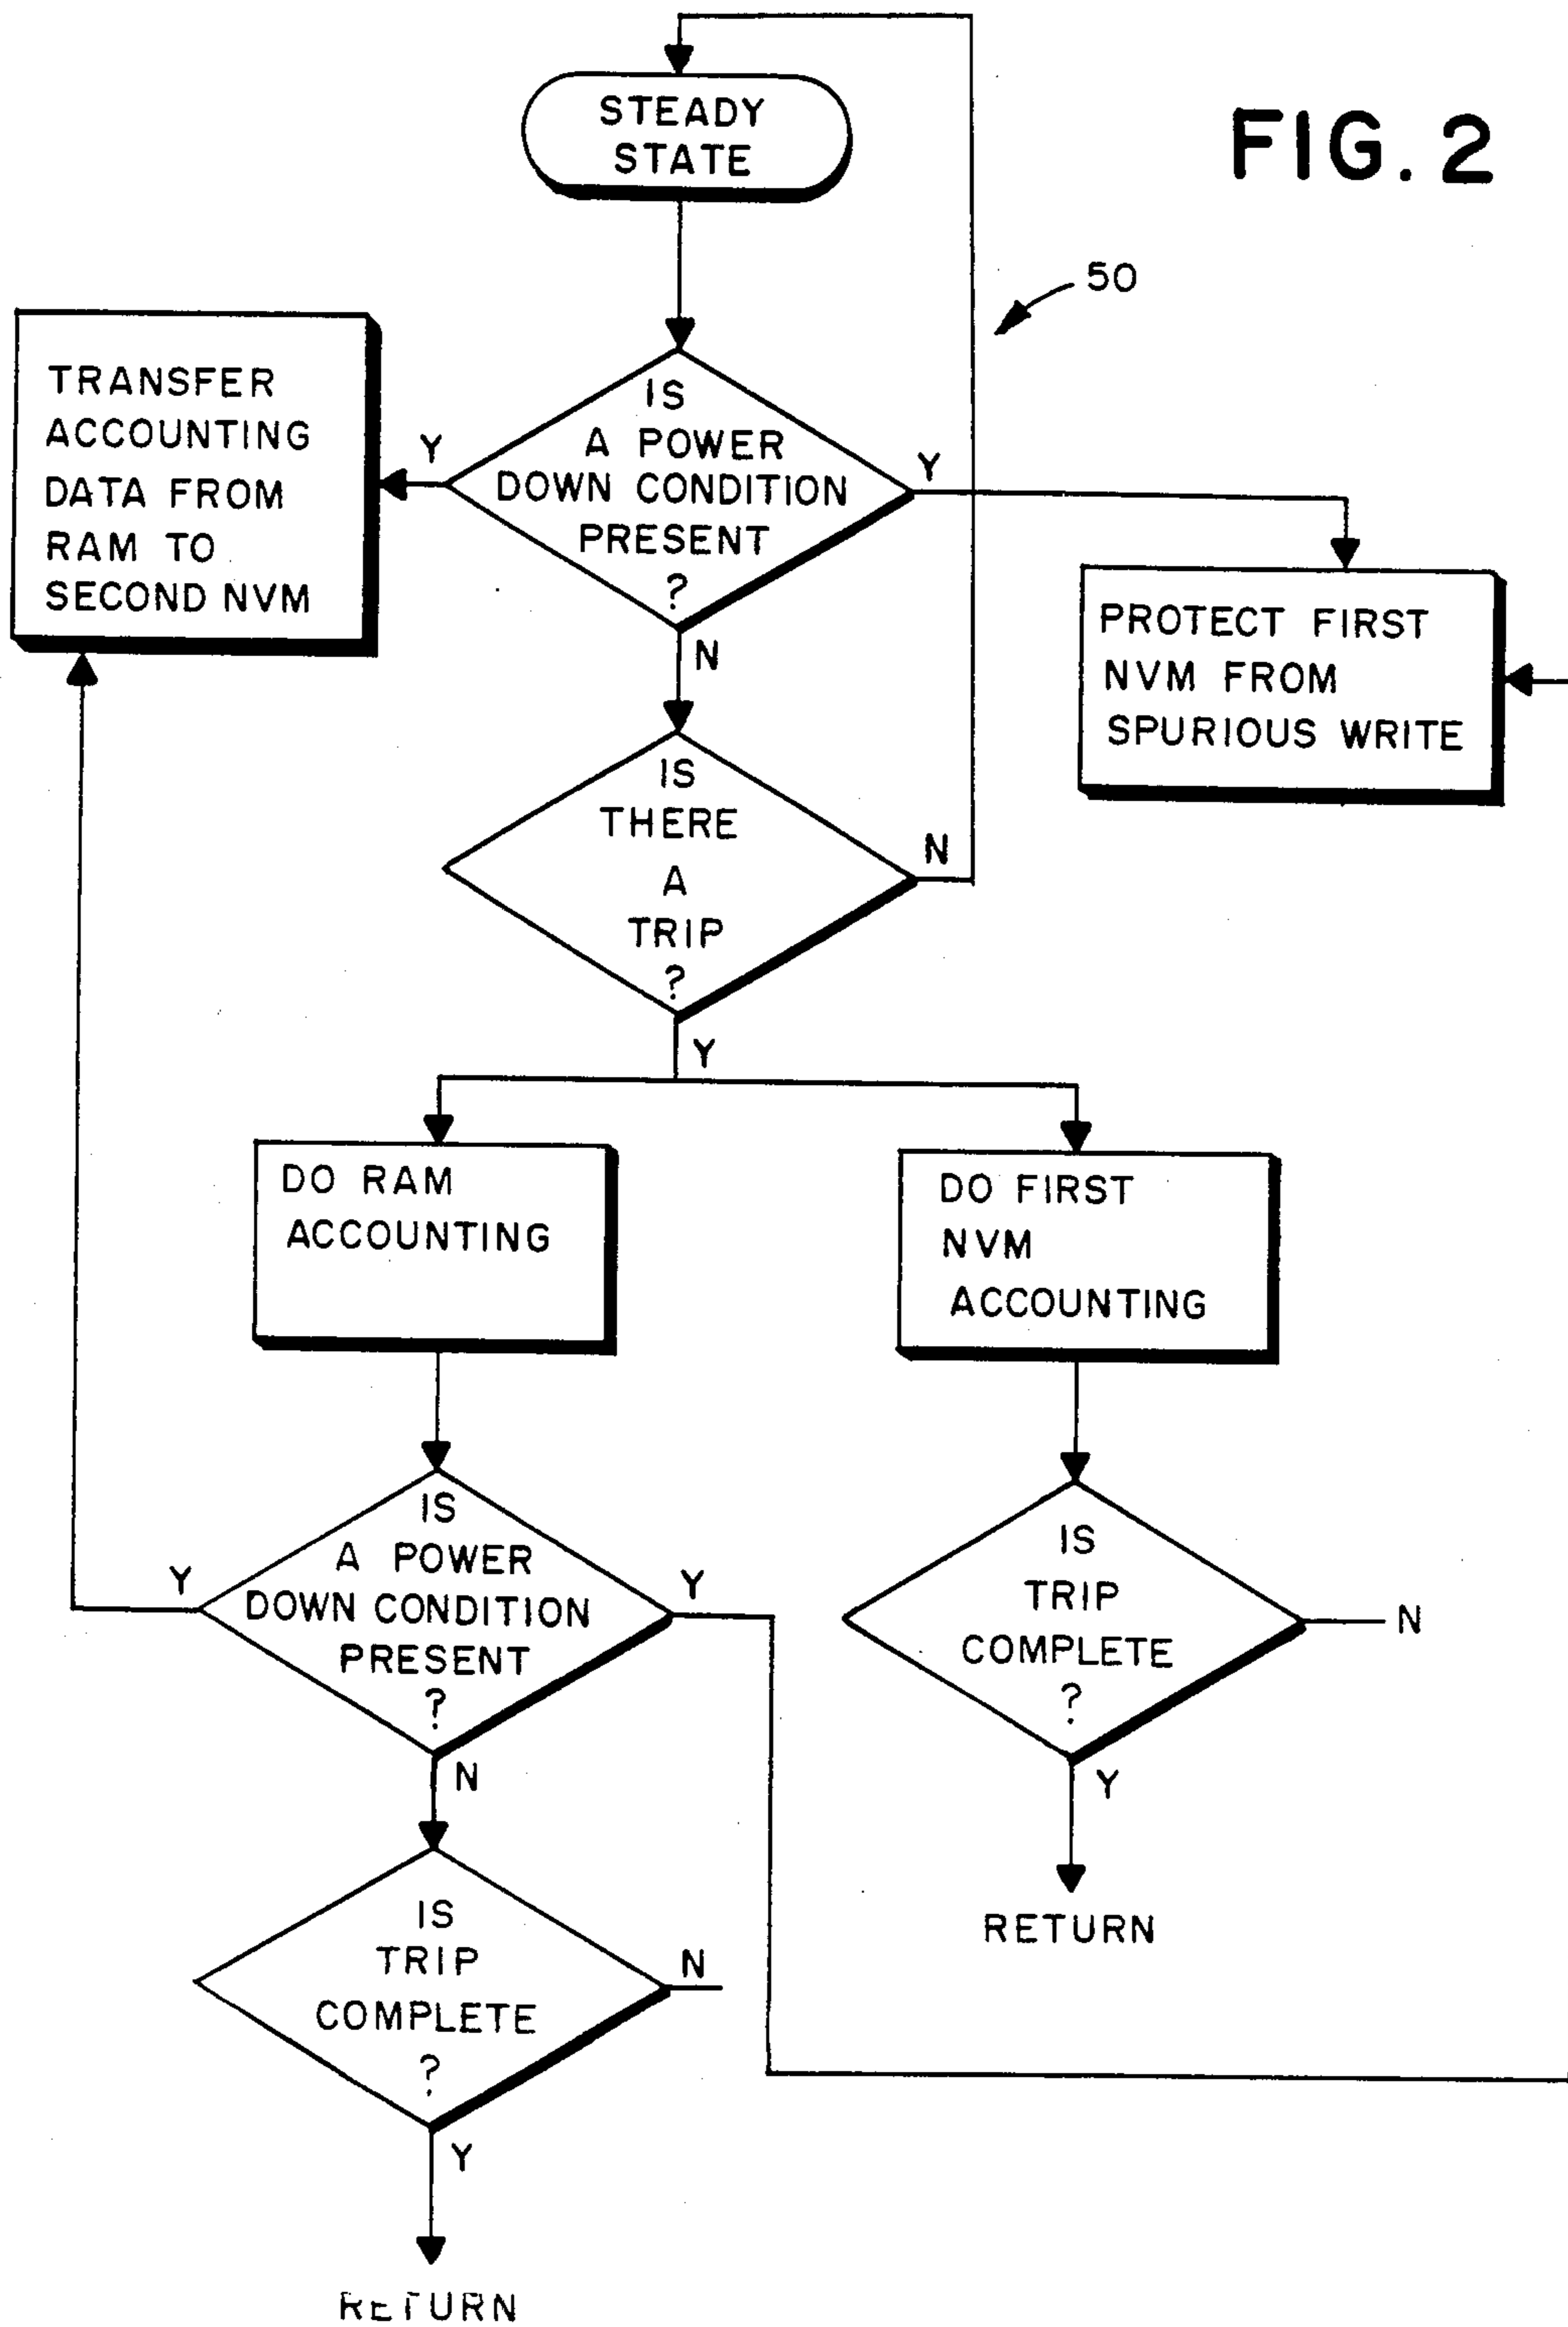 FIG. 2
STEADY
STATE
50
IS
A POWER
DOWN CONDITION
PRESENT
?
Y
Y
N
TRANSFER
ACCOUNTING
DATA FROM
RAM TO
SECOND NVM
PROTECT FIRST
NVM FROM
SPURIOUS WRITE
IS
THERE
A
TRIP
?
N
Y
DO RAM
ACCOUNTING
DO FIRST
NVM
ACCOUNTING
IS
A POWER
DOWN CONDITION
PRESENT
?
Y
Y
N
IS
TRIP
COMPLETE
?
N
Y
RETURN
IS
TRIP
COMPLETE
?
N
Y
RETURN